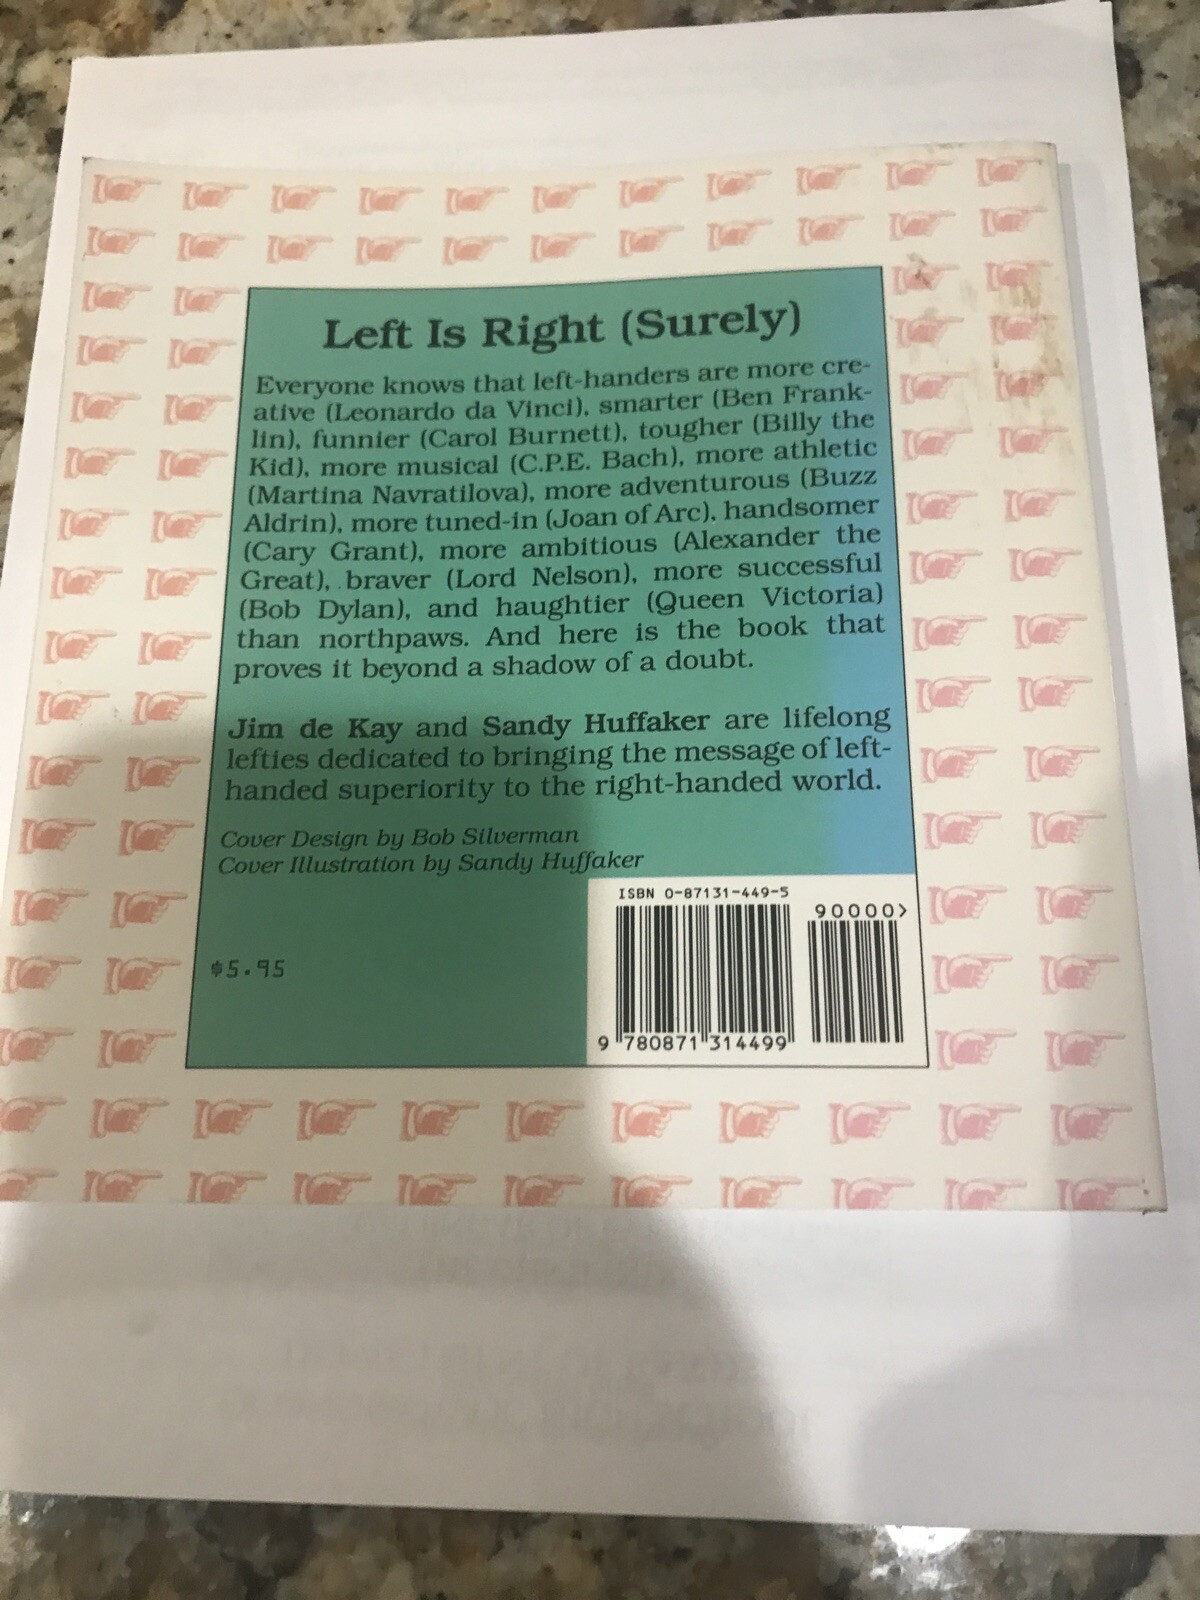 Left Is Right (Surely)
Everyone knows that left-handers are more cre-
ative (Leonardo da Vinci), smarter (Ben Frank-
lin), funnier (Carol Burnett), tougher (Billy the
Kid), more musical (C.P.E. Bach), more athletic
(Martina Navratilova), more adventurous (Buzz
Aldrin), more tuned-in (Joan of Arc), handsomer
(Cary Grant), more ambitious (Alexander the
Great), braver (Lord Nelson), more successful
(Bob Dylan), and haughtier (Queen Victoria)
than northpaws. And here is the book that
proves it beyond a shadow of a doubt.
Jim de Kay and Sandy Huffaker are lifelong
lefties dedicated to bringing the message of left-
handed superiority to the right-handed world.
Cover Design by Bob Silverman
Cover Illustration by Sandy Huffaker
ISBN 0-87131-449-5
90000>
$5.95
9 780871 314499